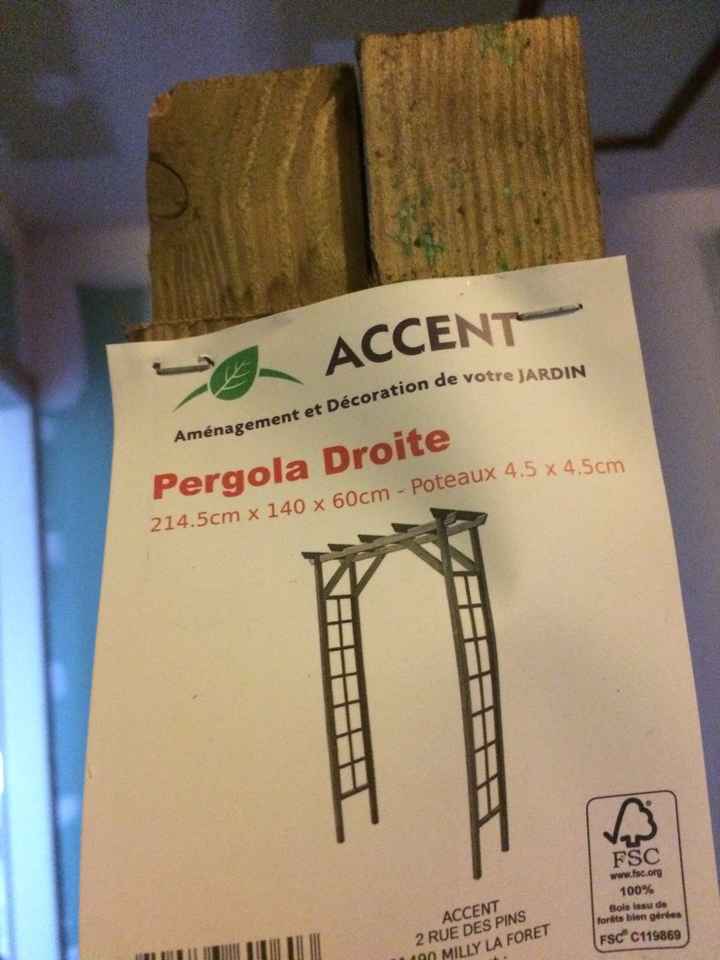 ACCENT
Aménagement et Décoration de votre JARDIN
Pergola Droite
214.5cm x 140 x 60cm - Poteaux 4.5 x 4.5cm
FSC
www.fsc.org
100%
Bois issu de
forêts bien gérées
FSC® C119869
ACCENT
2 RUE DES PINS
MILLY LA FORET